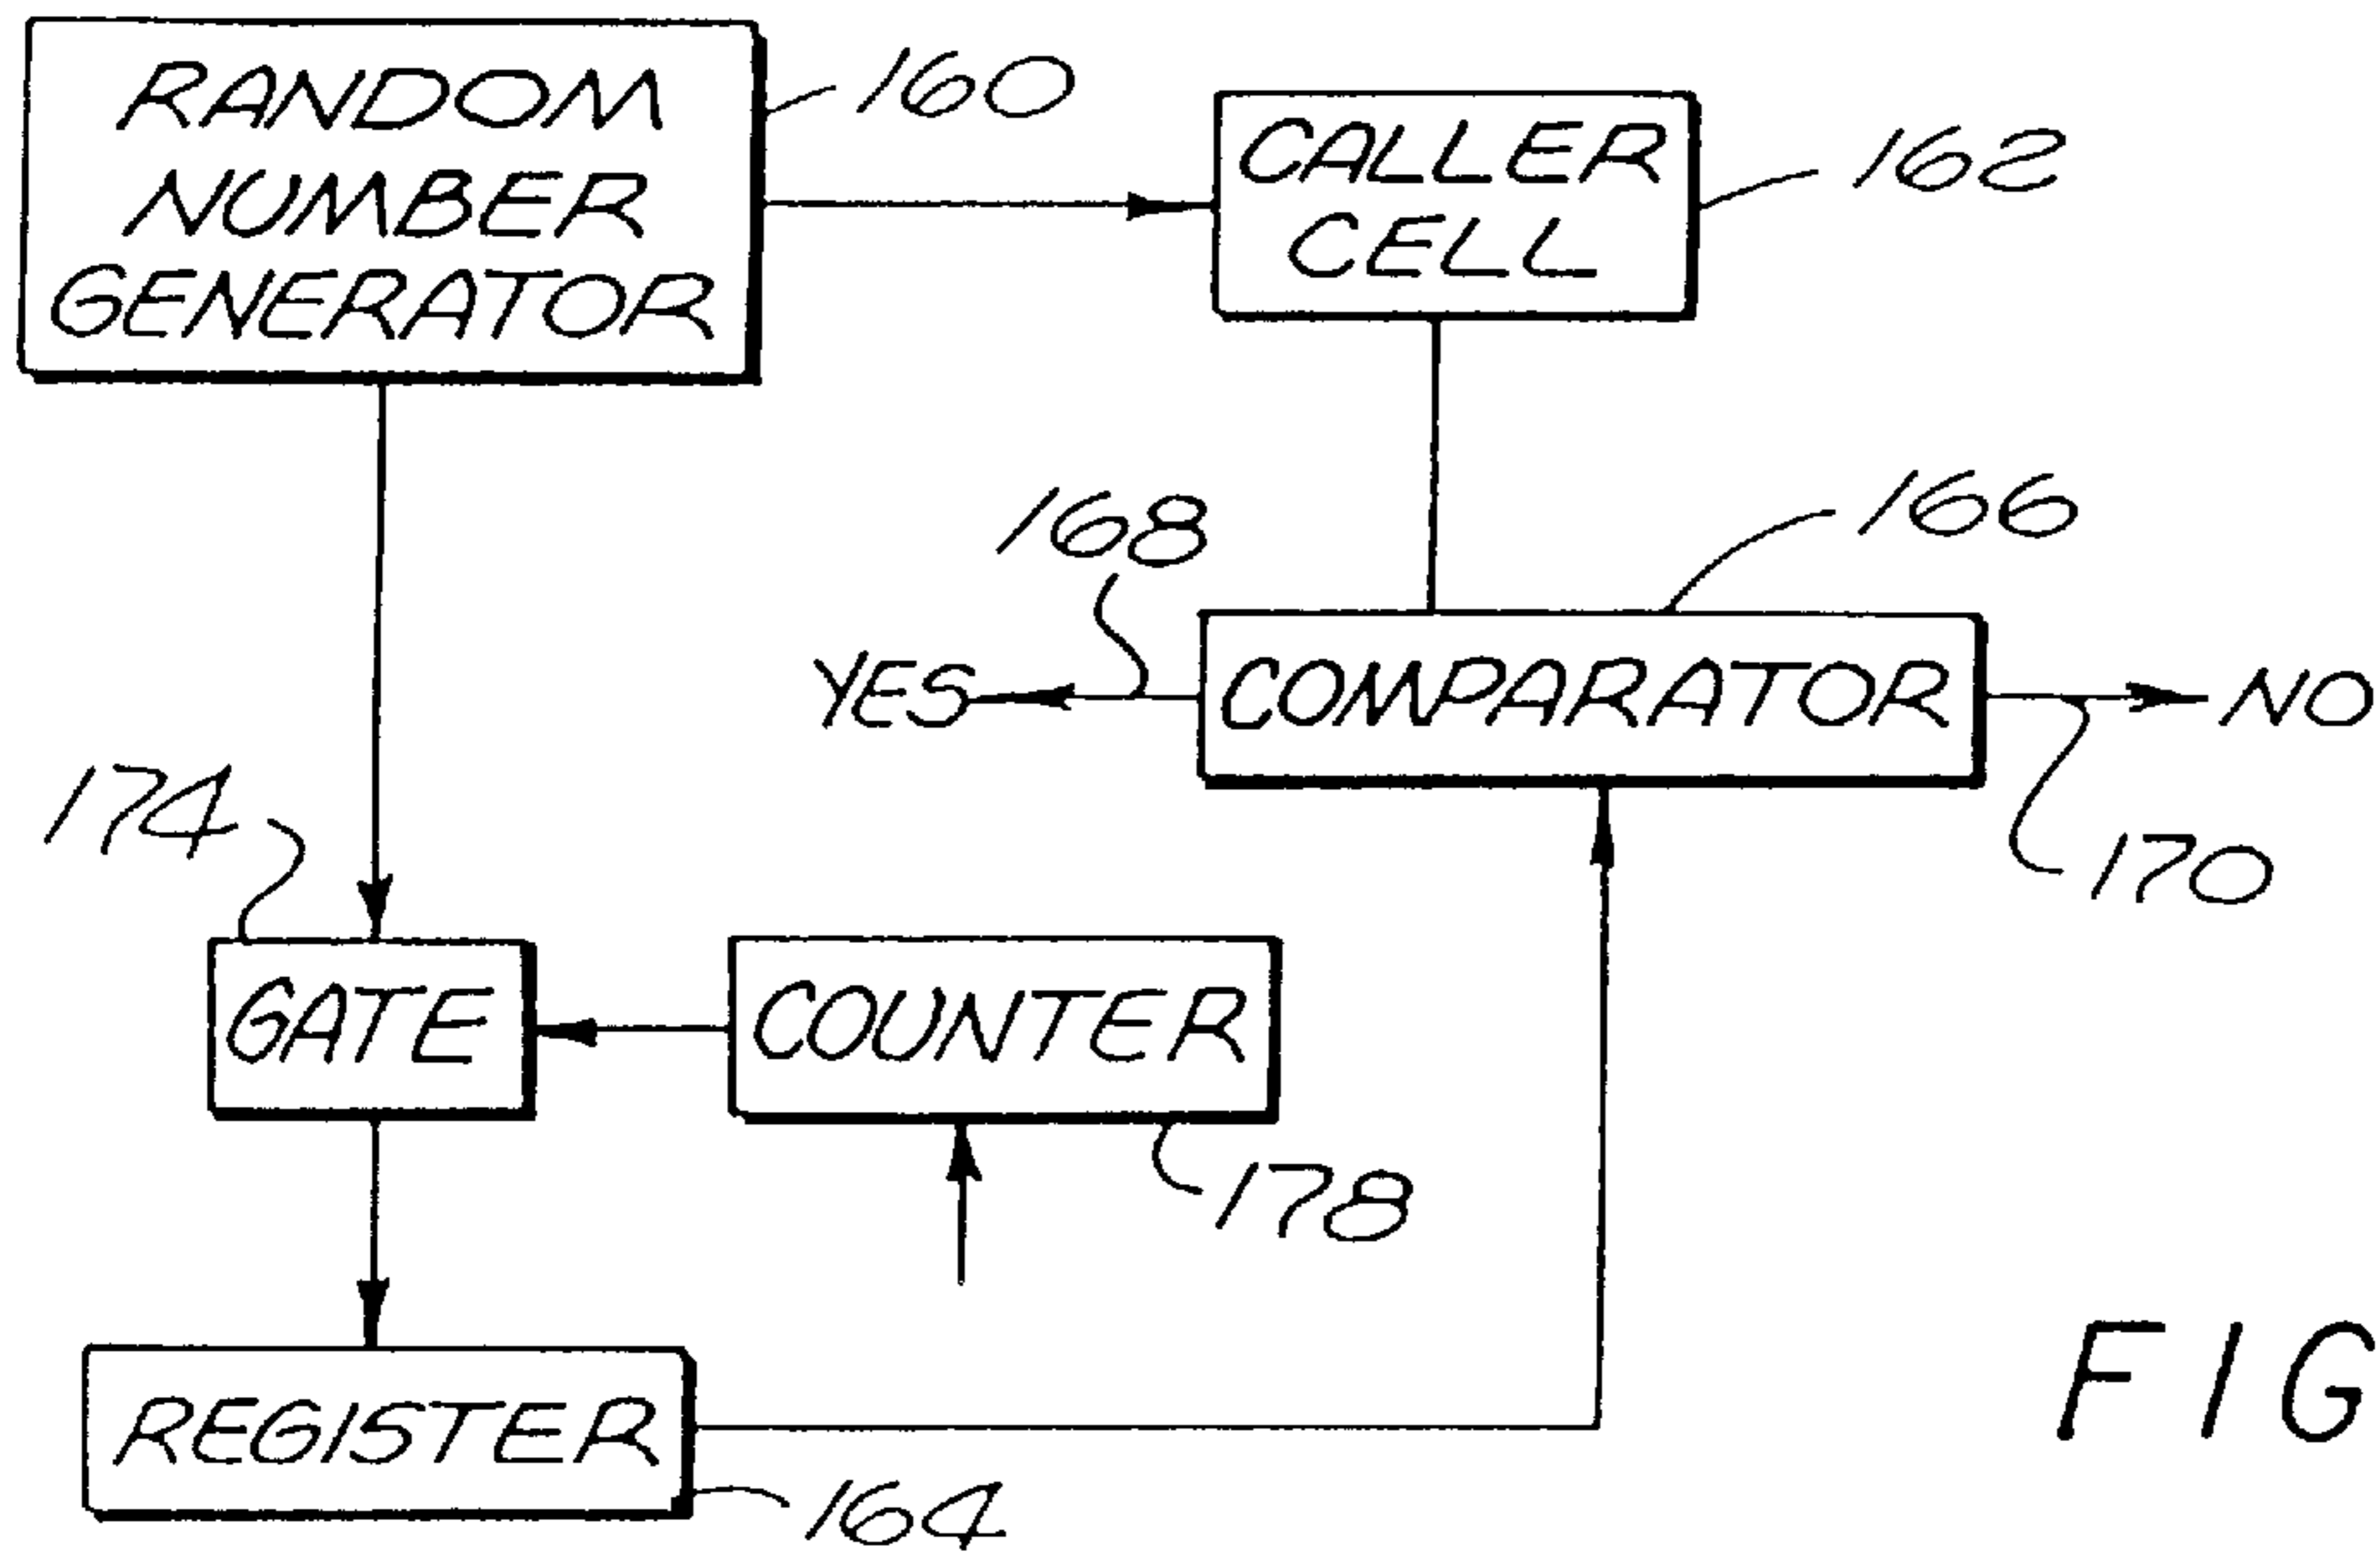 RANDOM
NUMBER
GENERATOR
160
CALLER
CELL
162
168
166
YES
COMPARATOR
NO
170
174
GATE
COUNTER
178
REGISTER
164
FIG